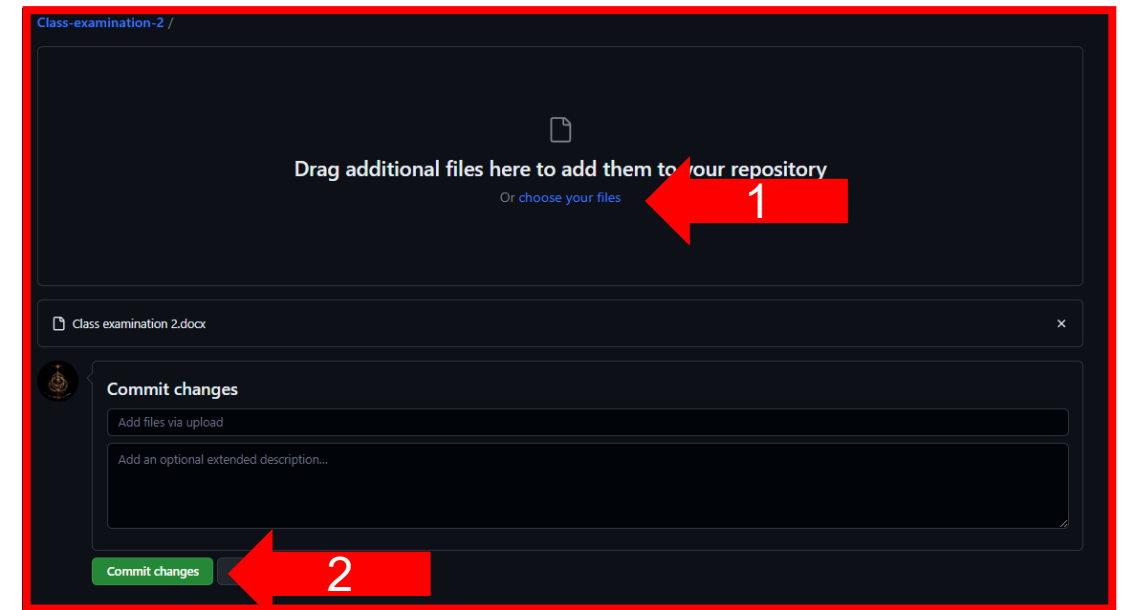 Class-examination-2 /
Drag additional files here to add them to your repository
Or choose your files
1
Class examination 2.docx
Commit changes
Add files via upload
Add an optional extended description...
Commit changes
2